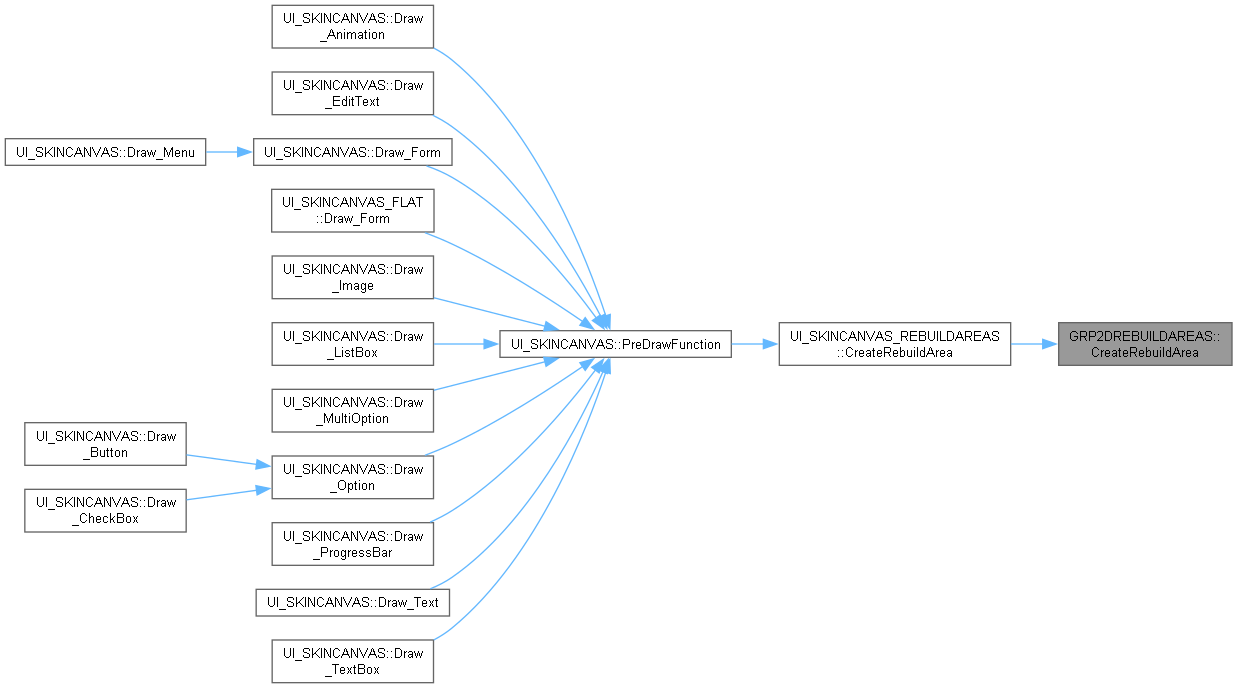 UI_SKINCANVAS::Draw
_Animation
UI_SKINCANVAS::Draw
_EditText
UI_SKINCANVAS::Draw_Menu
UI_SKINCANVAS::Draw_Form
UI_SKINCANVAS_FLAT
::Draw_Form
UI_SKINCANVAS::Draw
_Image
UI_SKINCANVAS::Draw
_ListBox
UI_SKINCANVAS::PreDrawFunction
UI_SKINCANVAS_REBUILDAREAS
::CreateRebuildArea
GRP2DREBUILDAREAS::
CreateRebuildArea
UI_SKINCANVAS::Draw
_MultiOption
UI_SKINCANVAS::Draw
_Button
UI_SKINCANVAS::Draw
_Option
UI_SKINCANVAS::Draw
_CheckBox
UI_SKINCANVAS::Draw
_ProgressBar
UI_SKINCANVAS::Draw_Text
UI_SKINCANVAS::Draw
_TextBox